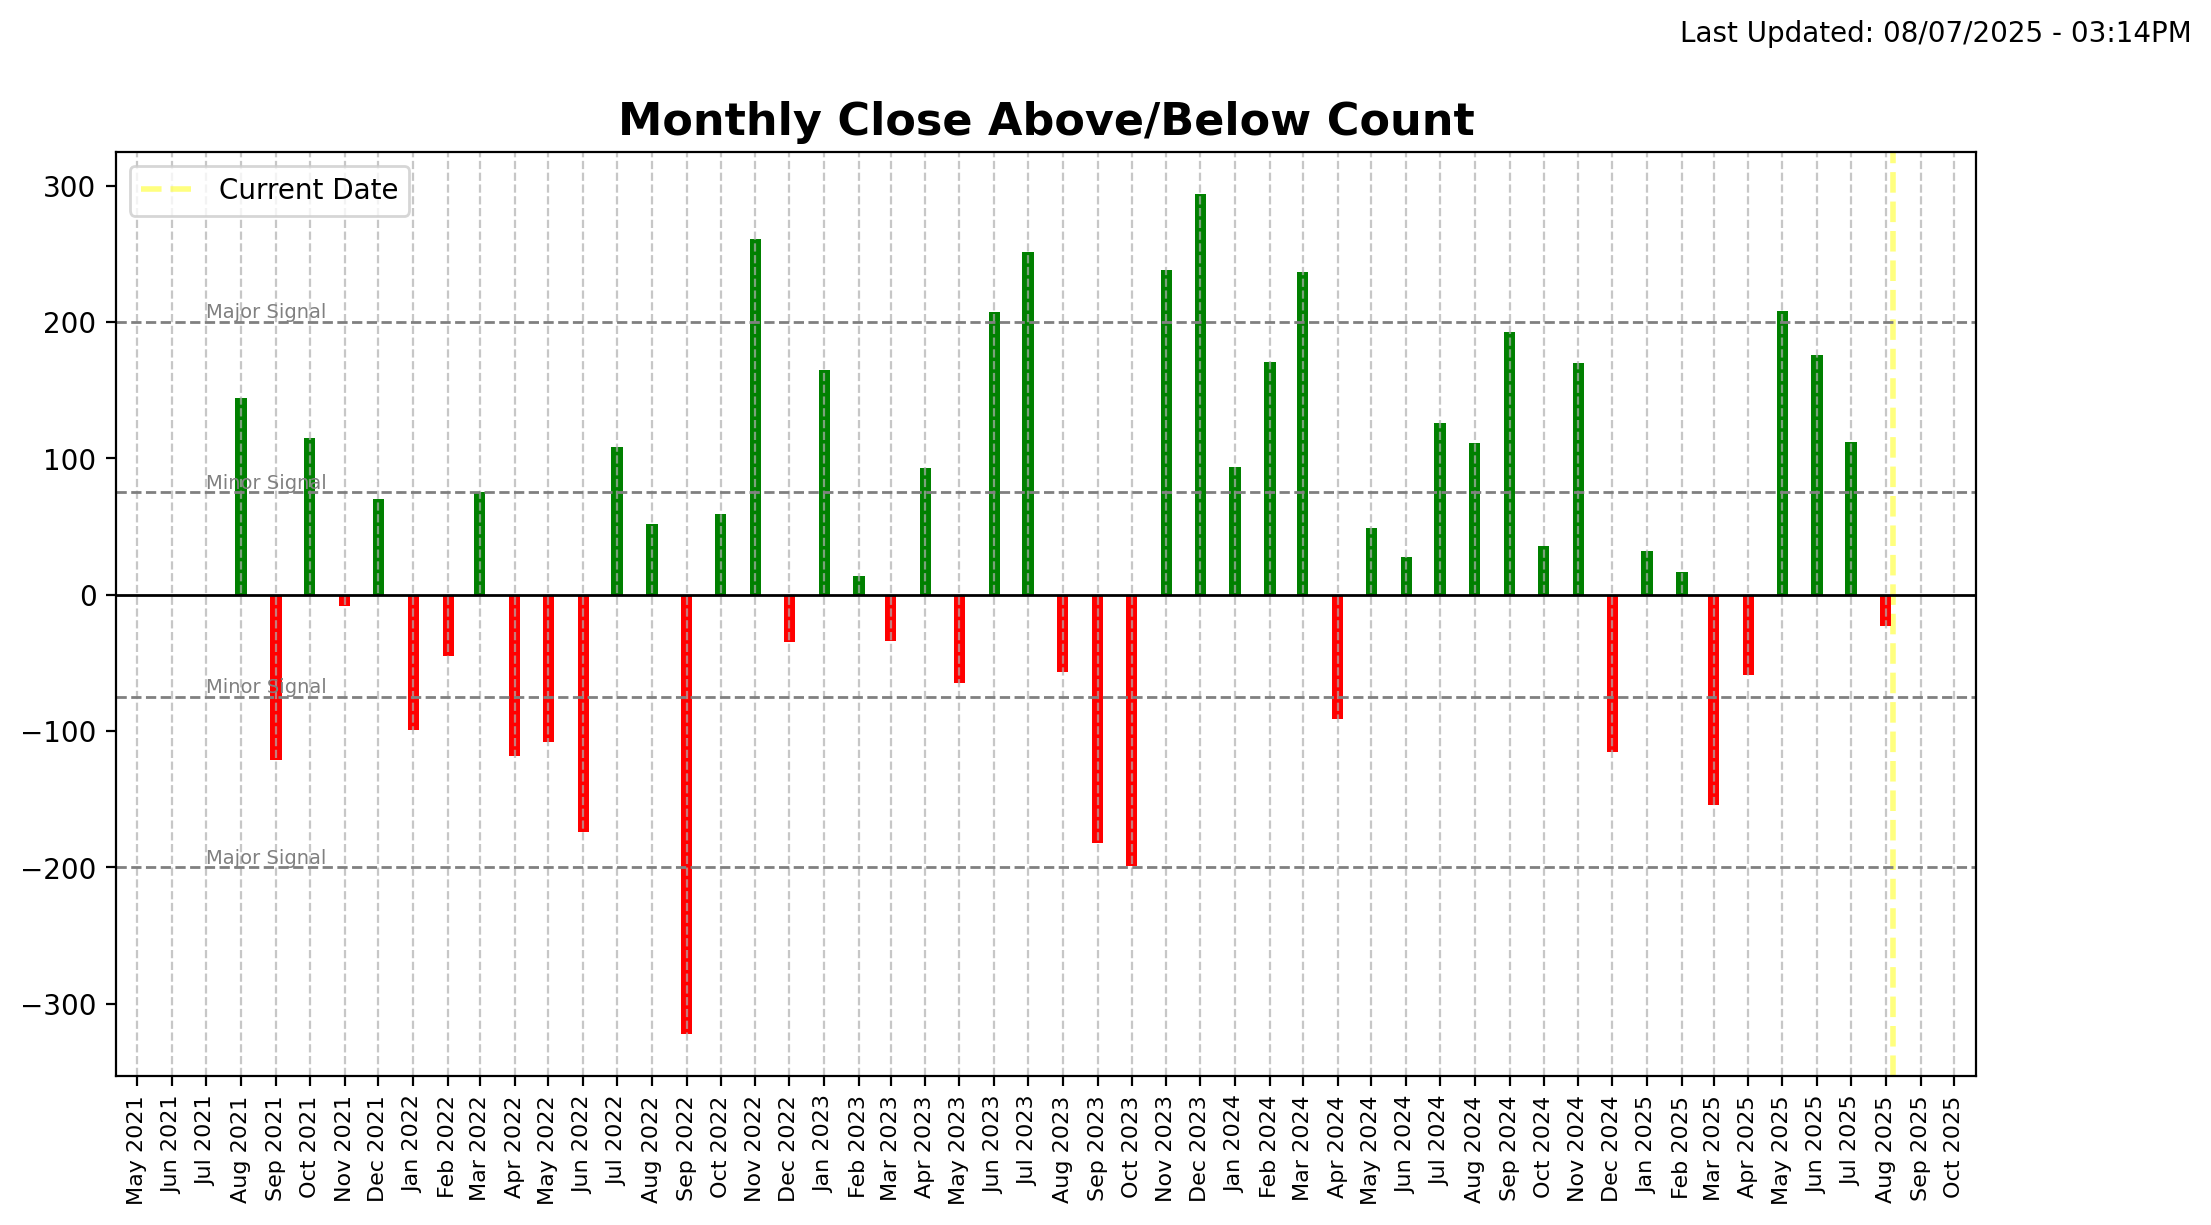 Last Updated: 08/07/2025 - 03:14PM
Monthly Close Above/Below Count
Current Date
300
200
100
0
−100
−200
−300
Major Signal
Minor Signal
Minor Signal
Major Signal
May 2021
Jun 2021
Jul 2021
Aug 2021
Sep 2021
Oct 2021
Nov 2021
Dec 2021
Jan 2022
Feb 2022
Mar 2022
Apr 2022
May 2022
Jun 2022
Jul 2022
Aug 2022
Sep 2022
Oct 2022
Nov 2022
Dec 2022
Jan 2023
Feb 2023
Mar 2023
Apr 2023
May 2023
Jun 2023
Jul 2023
Aug 2023
Sep 2023
Oct 2023
Nov 2023
Dec 2023
Jan 2024
Feb 2024
Mar 2024
Apr 2024
May 2024
Jun 2024
Jul 2024
Aug 2024
Sep 2024
Oct 2024
Nov 2024
Dec 2024
Jan 2025
Feb 2025
Mar 2025
Apr 2025
May 2025
Jun 2025
Jul 2025
Aug 2025
Sep 2025
Oct 2025